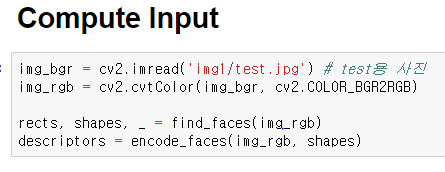 Compute Input
img_bgr = cv2.imread('img1/test.jpg') # test용 사진
img_rgb = cv2.cvtColor(img_bgr, cv2.COLOR_BGR2RGB)
rects, shapes, _ = find_faces(img_rgb)
descriptors = encode_faces(img_rgb, shapes)